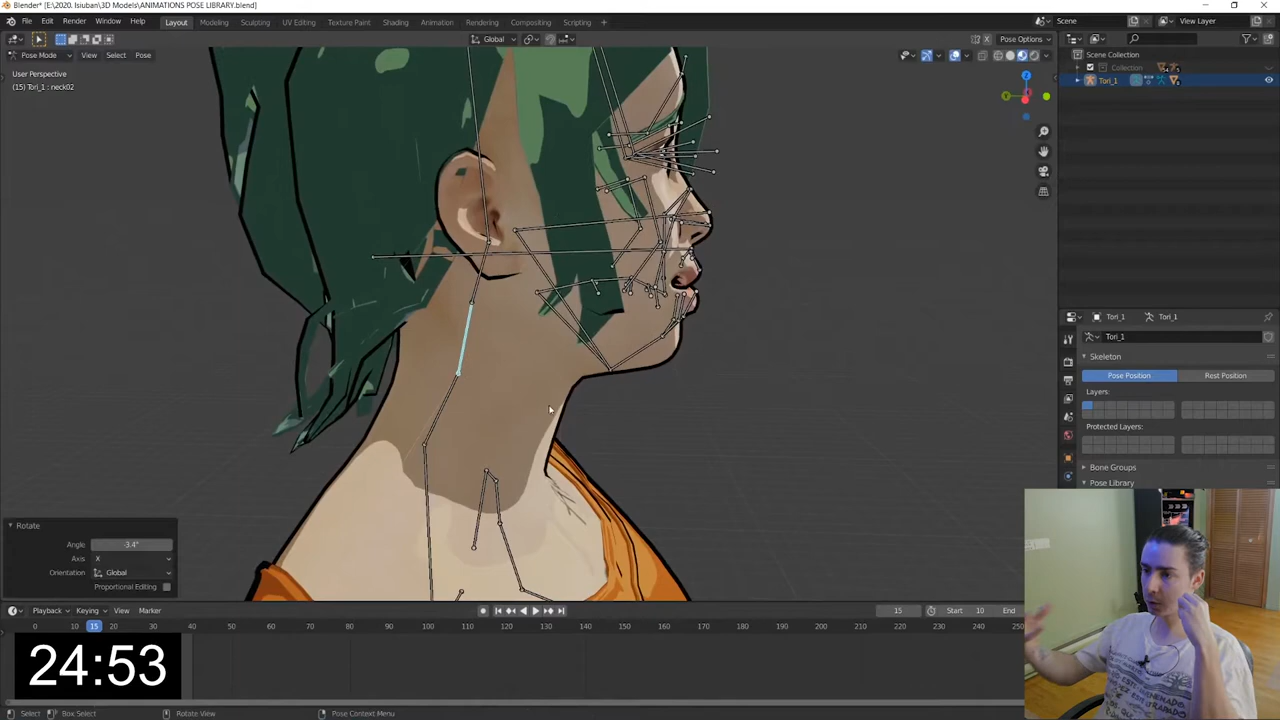 Blender* [E:\2020. Isiuban\3D Models\ANIMATIONS POSE LIBRARY.blend]
File Edit Render Window Help Layout Modeling Sculpting UV Editing Texture Paint Shading Animation Rendering Compositing Scripting Scene View Layer
Global Pose Options
Pose Mode View Select Pose
User Perspective
(15) Tori_1 : neck02
Scene Collection
Collection
Tori_1
Tori_1 Tori_1
Tori_1
Skeleton
Pose Position Rest Position
Layers:
Protected Layers:
Bone Groups
Pose Library
Rotate
Angle -3.4°
Axis X
Orientation Global
Proportional Editing
Playback Keying View Marker 15 Start 10 End
0 10 15 20 30 40 50 60 70 80 90 100 110 120 130 140 150 160 170 180 190 200 210 220 230 240 250
24:53
Select Box Select Rotate View Pose Context Menu